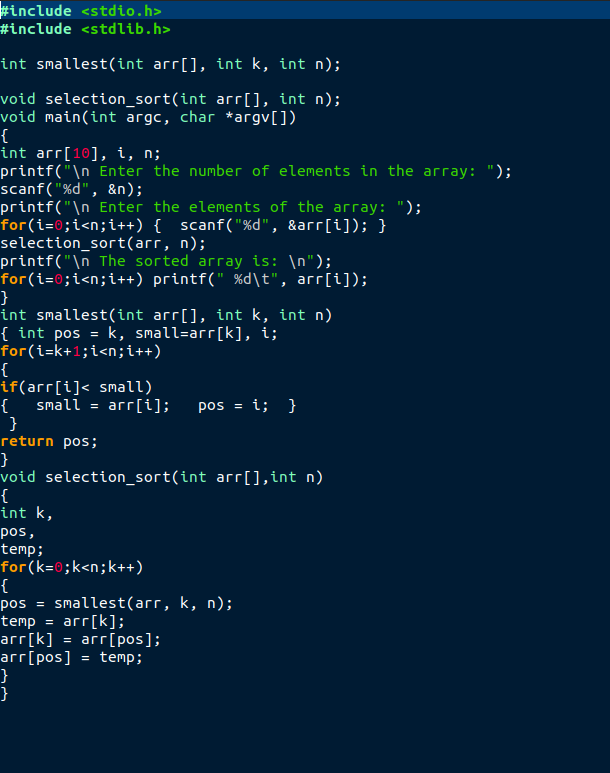 #include <stdio.h>
#include <stdlib.h>
int smallest(int arr[], int k, int n);
void selection_sort(int arr[], int n);
void main(int argc, char *argv[])
{
int arr[10], i, n;
printf("\n Enter the number of elements in the array: ");
scanf("%d", &n);
printf("\n Enter the elements of the array: ");
for(i=0;i<n;i++) {  scanf("%d", &arr[i]); }
selection_sort(arr, n);
printf("\n The sorted array is: \n");
for(i=0;i<n;i++) printf(" %d\t", arr[i]);
}
int smallest(int arr[], int k, int n)
{ int pos = k, small=arr[k], i;
for(i=k+1;i<n;i++)
{
if(arr[i]< small)
{   small = arr[i];   pos = i;  }
 }
return pos;
}
void selection_sort(int arr[],int n)
{
int k,
pos,
temp;
for(k=0;k<n;k++)
{
pos = smallest(arr, k, n);
temp = arr[k];
arr[k] = arr[pos];
arr[pos] = temp;
}
}